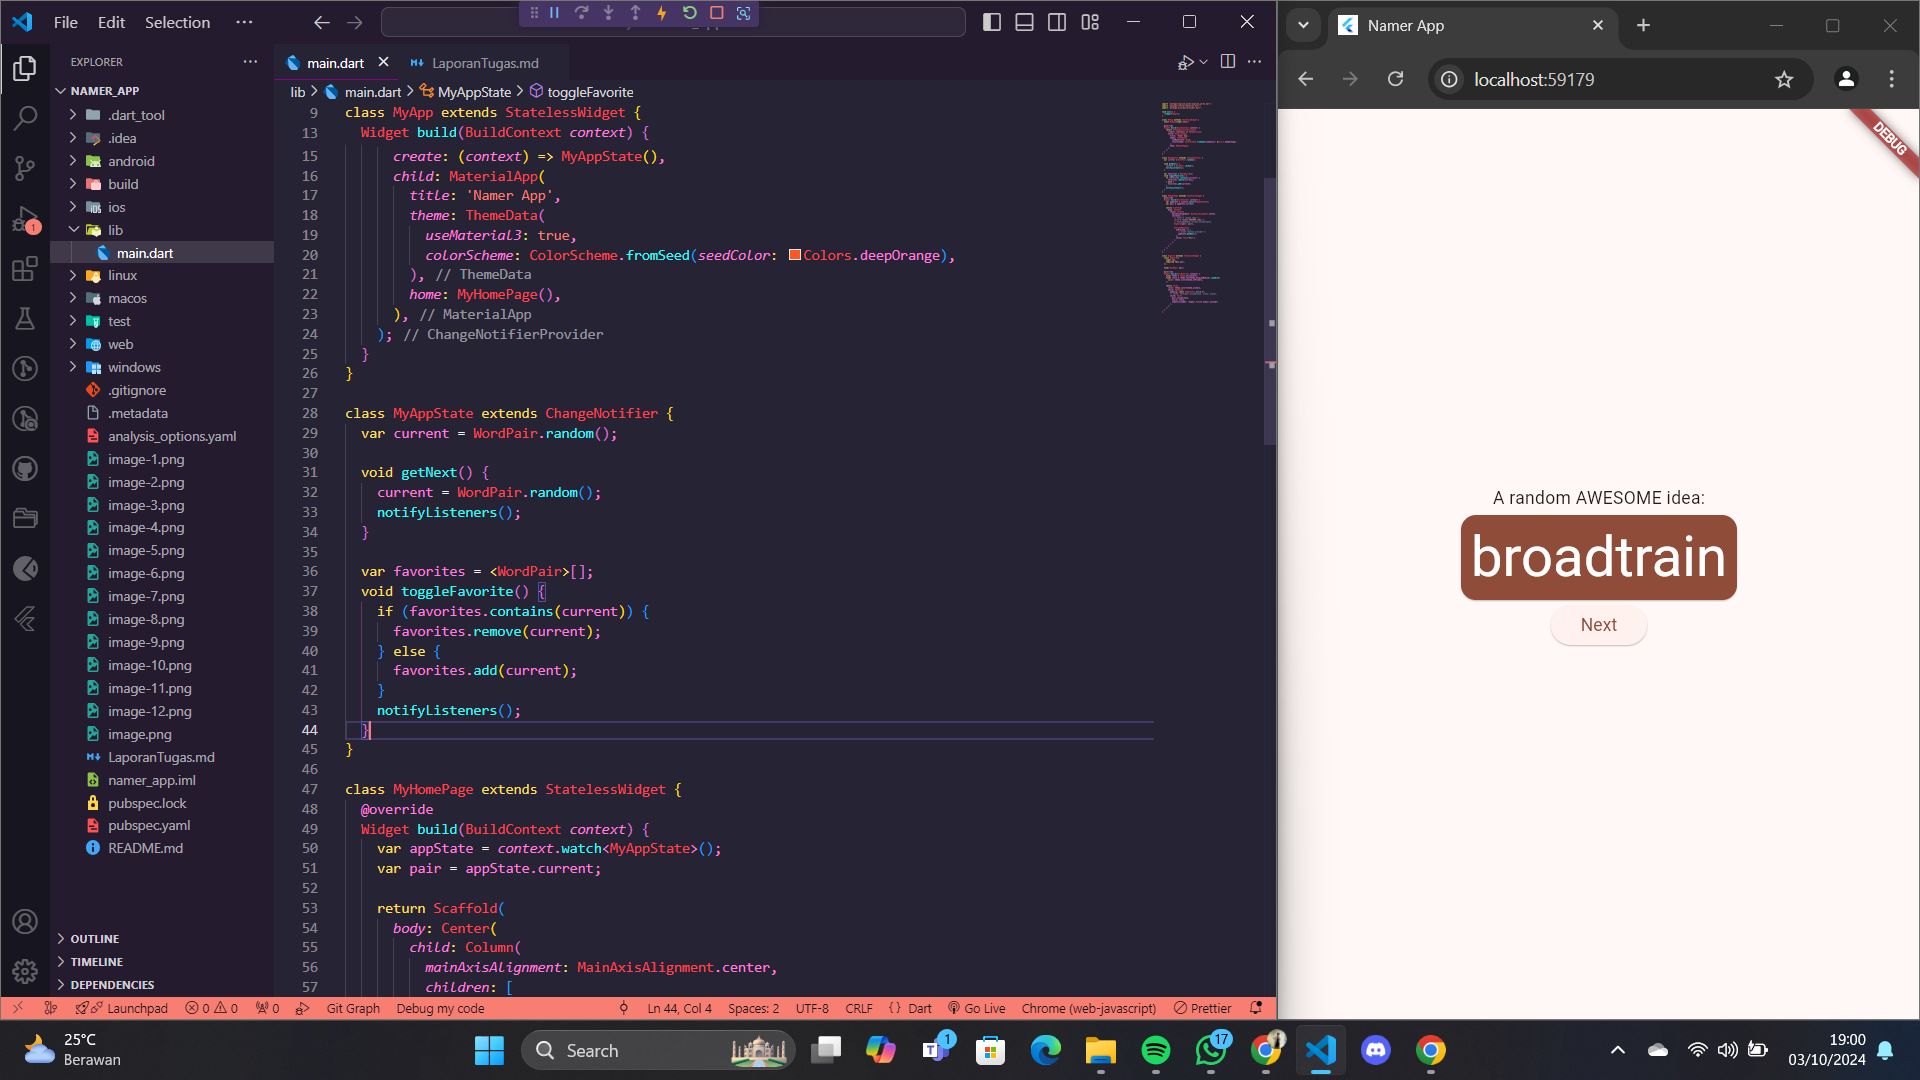 File Edit Selection ···
EXPLORER ···
NAMER_APP
.dart_tool
.idea
android
build
ios
lib
main.dart
linux
macos
test
web
windows
.gitignore
.metadata
analysis_options.yaml
image-1.png
image-2.png
image-3.png
image-4.png
image-5.png
image-6.png
image-7.png
image-8.png
image-9.png
image-10.png
image-11.png
image-12.png
image.png
LaporanTugas.md
namer_app.iml
pubspec.lock
pubspec.yaml
README.md
OUTLINE
TIMELINE
DEPENDENCIES
main.dart LaporanTugas.md
lib > main.dart > MyAppState > toggleFavorite
9 class MyApp extends StatelessWidget {
13 Widget build(BuildContext context) {
15 create: (context) => MyAppState(),
16 child: MaterialApp(
17 title: 'Namer App',
18 theme: ThemeData(
19 useMaterial3: true,
20 colorScheme: ColorScheme.fromSeed(seedColor: Colors.deepOrange),
21 ), // ThemeData
22 home: MyHomePage(),
23 ), // MaterialApp
24 ); // ChangeNotifierProvider
25 }
26 }
27
28 class MyAppState extends ChangeNotifier {
29 var current = WordPair.random();
30
31 void getNext() {
32 current = WordPair.random();
33 notifyListeners();
34 }
35
36 var favorites = <WordPair>[];
37 void toggleFavorite() {
38 if (favorites.contains(current)) {
39 favorites.remove(current);
40 } else {
41 favorites.add(current);
42 }
43 notifyListeners();
44 }
45 }
46
47 class MyHomePage extends StatelessWidget {
48 @override
49 Widget build(BuildContext context) {
50 var appState = context.watch<MyAppState>();
51 var pair = appState.current;
52
53 return Scaffold(
54 body: Center(
55 child: Column(
56 mainAxisAlignment: MainAxisAlignment.center,
57 children: [
1
Launchpad 0 0 0 Git Graph Debug my code Ln 44, Col 4 Spaces: 2 UTF-8 CRLF { } Dart Go Live Chrome (web-javascript) Prettier
Namer App
localhost:59179
DEBUG
A random AWESOME idea:
broadtrain
Next
25°C
Berawan
Search
1
17
19:00
03/10/2024